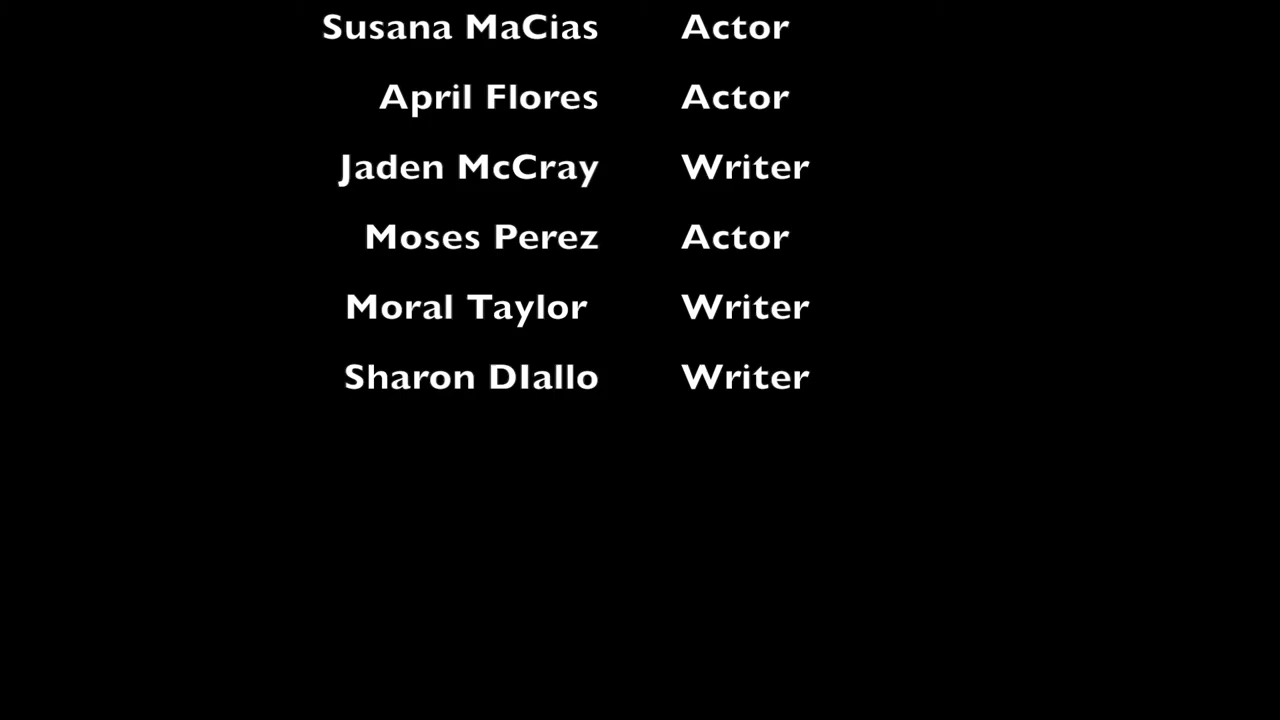 Susana MaCias Actor
April Flores Actor
Jaden McCray Writer
Moses Perez Actor
Moral Taylor Writer
Sharon DIallo Writer